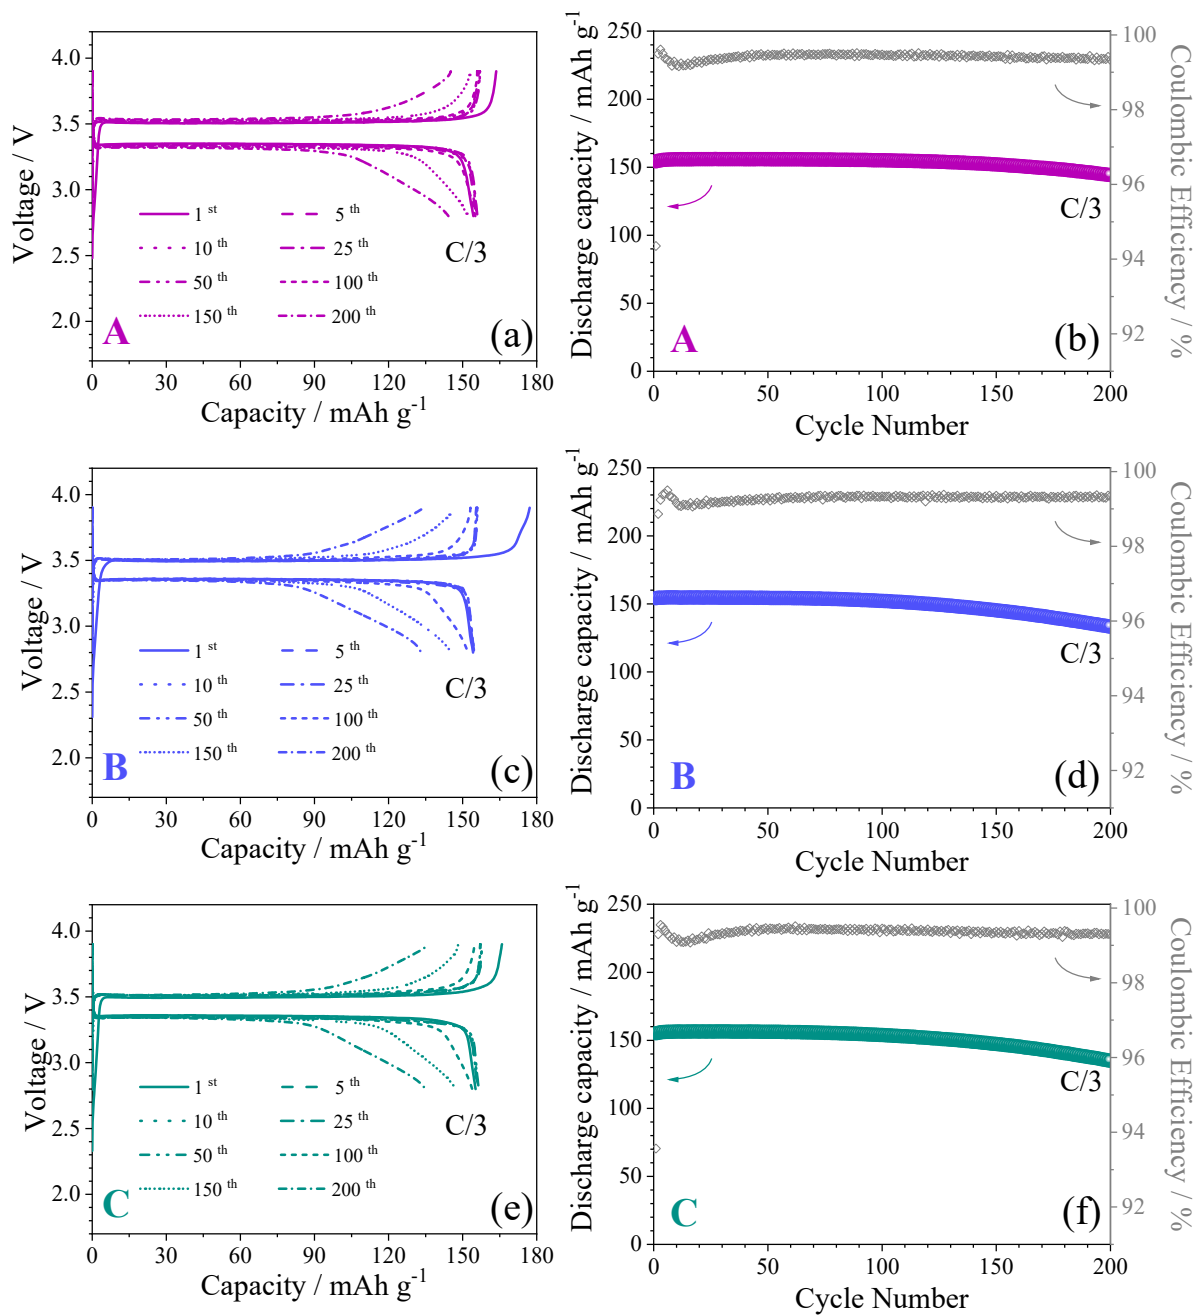 4.0
3.5
3.0
2.5
2.0
Voltage / V
1 st
5 th
10 th
25 th
50 th
100 th
150 th
200 th
C/3
A
(a)
0 30 60 90 120 150 180
Capacity / mAh g-1
250
200
150
100
50
0
Discharge capacity / mAh g-1
100
98
96
94
92
Coulombic Efficiency / %
C/3
A
(b)
0 50 100 150 200
Cycle Number
4.0
3.5
3.0
2.5
2.0
Voltage / V
1 st
5 th
10 th
25 th
50 th
100 th
150 th
200 th
C/3
B
(c)
0 30 60 90 120 150 180
Capacity / mAh g-1
250
200
150
100
50
0
Discharge capacity / mAh g-1
100
98
96
94
92
Coulombic Efficiency / %
C/3
B
(d)
0 50 100 150 200
Cycle Number
4.0
3.5
3.0
2.5
2.0
Voltage / V
1 st
5 th
10 th
25 th
50 th
100 th
150 th
200 th
C/3
C
(e)
0 30 60 90 120 150 180
Capacity / mAh g-1
250
200
150
100
50
0
Discharge capacity / mAh g-1
100
98
96
94
92
Coulombic Efficiency / %
C/3
C
(f)
0 50 100 150 200
Cycle Number